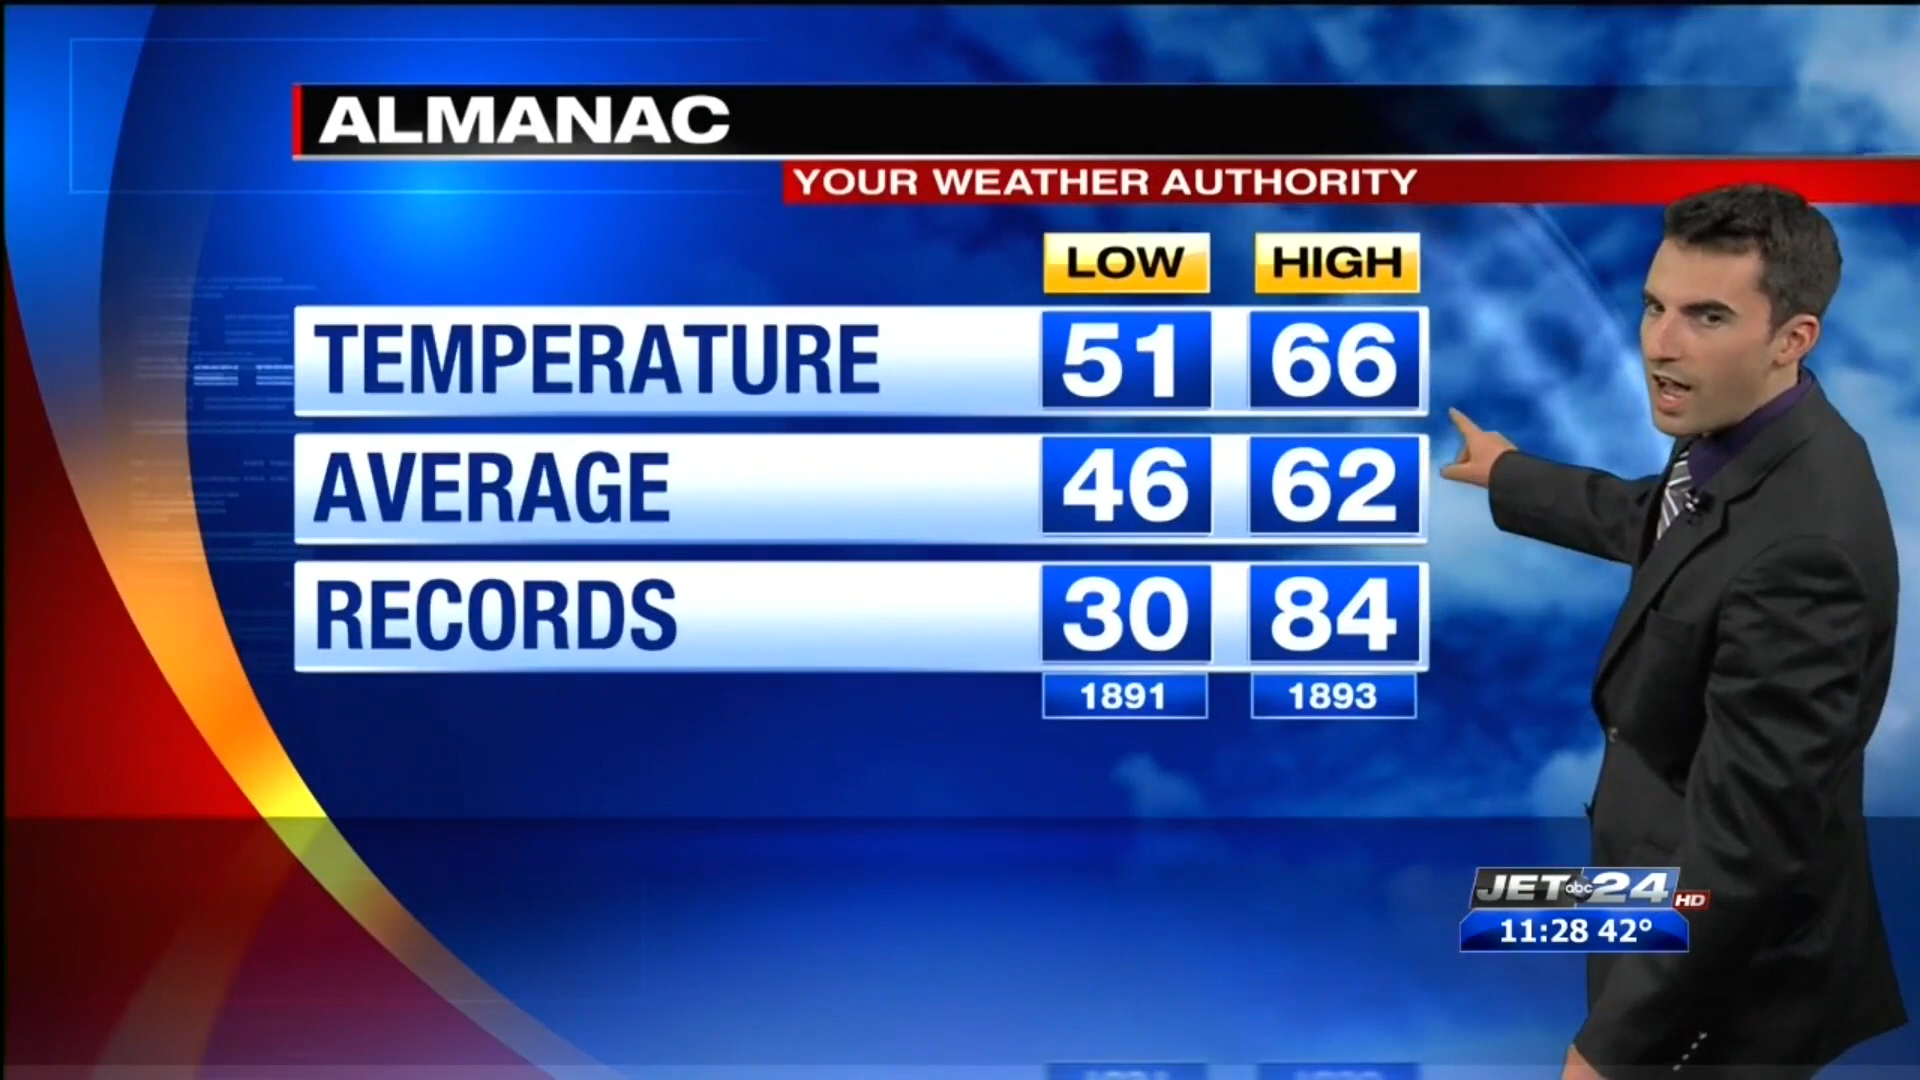 ALMANAC
YOUR WEATHER AUTHORITY
LOW HIGH
TEMPERATURE 51 66
AVERAGE 46 62
RECORDS 30 84
1891 1893
JET abc 24 HD
11:28 42°